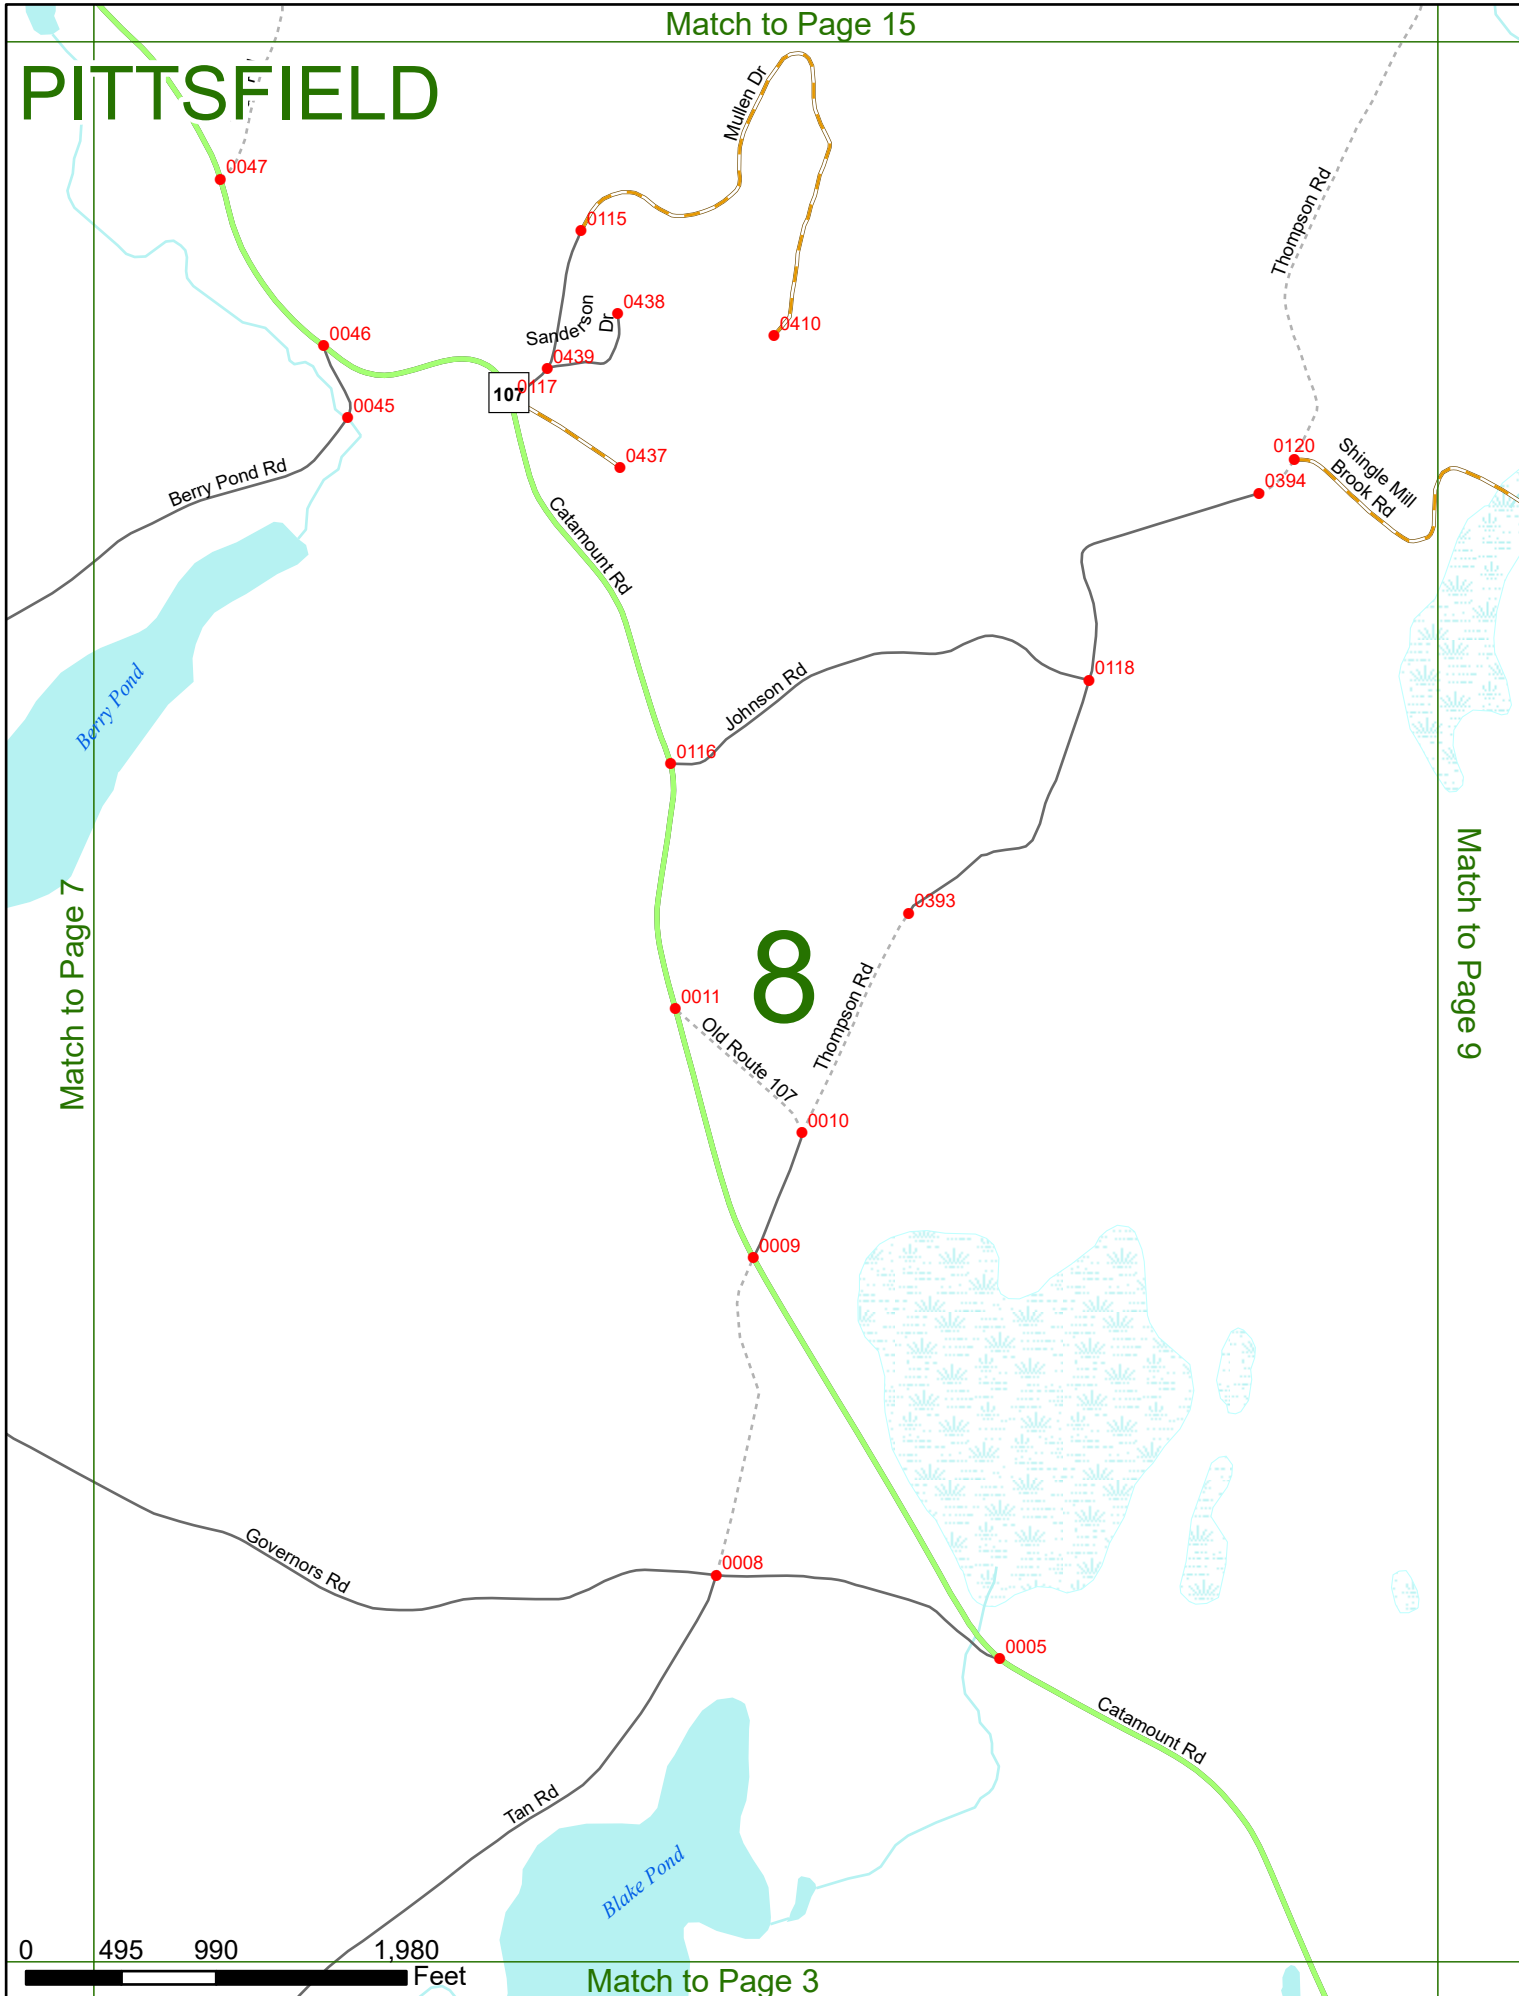 Match to Page 15
PITTSFIELD
Mullen Dr
0047
Thompson Rd
0115
0438
Sanderson
Dr
0410
0046
0439
107
0117
0045
0437
0120
Shingle Mill
Brook Rd
0394
Berry Pond Rd
Catamount Rd
Berry Pond
Johnson Rd
0118
0116
Match to Page 7
Match to Page 9
0393
8
0011
Thompson Rd
Old Route 107
0010
0009
Governors Rd
0008
0005
Catamount Rd
Tan Rd
Blake Pond
0 495 990 1,980
Feet
Match to Page 3